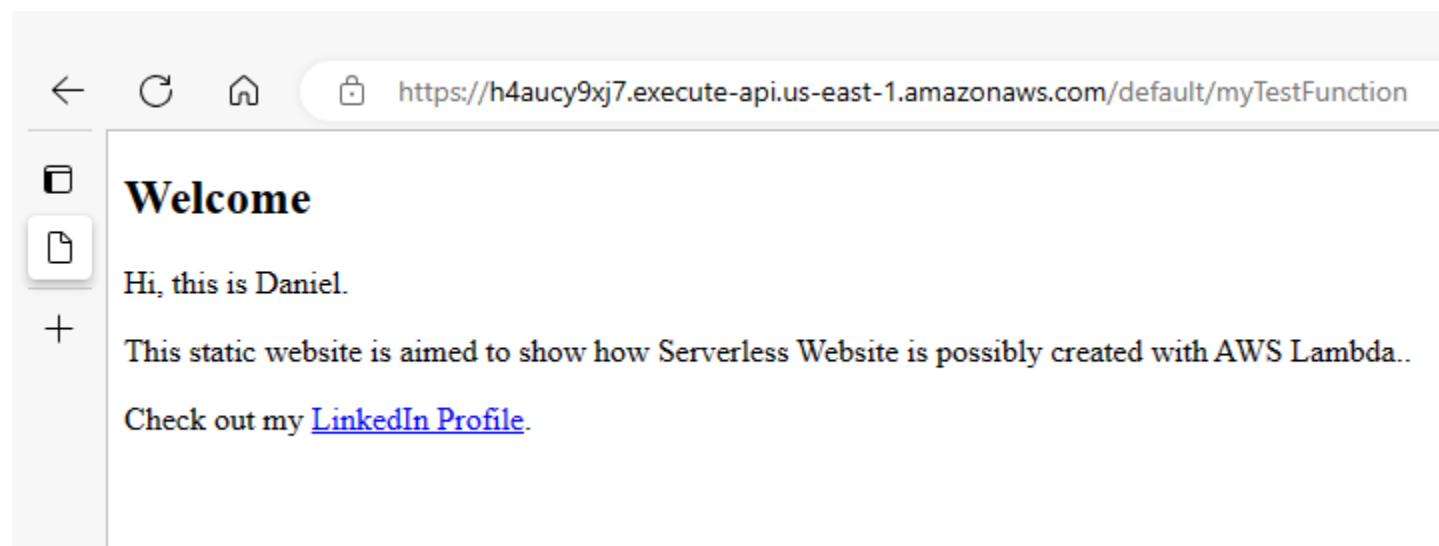 https://h4aucy9xj7.execute-api.us-east-1.amazonaws.com/default/myTestFunction
Welcome
Hi, this is Daniel.
This static website is aimed to show how Serverless Website is possibly created with AWS Lambda..
Check out my LinkedIn Profile.